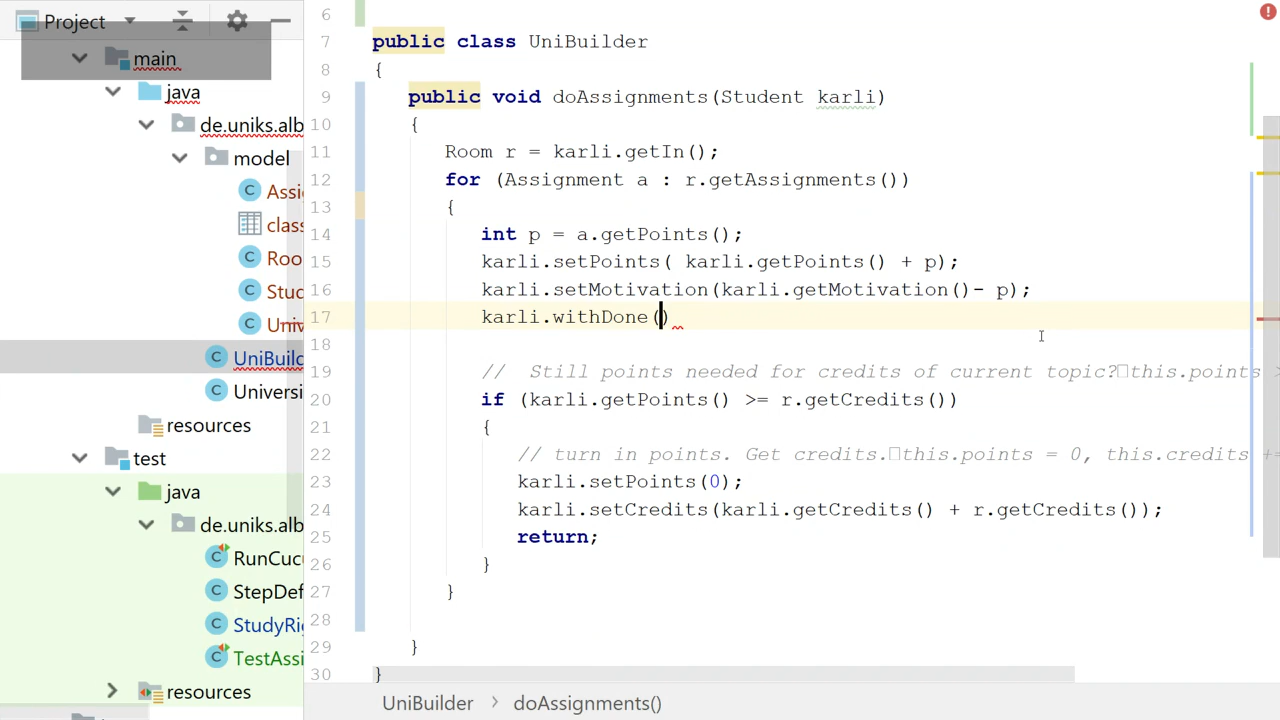 Project
main
java
de.uniks.alb
model
Assi
clas
Roo
Stud
Univ
UniBuild
Universi
resources
test
java
de.uniks.alb
RunCuc
StepDef
StudyRi
TestAssi
resources
6
7 public class UniBuilder
8 {
9 public void doAssignments(Student karli)
10 {
11 Room r = karli.getIn();
12 for (Assignment a : r.getAssignments())
13 {
14 int p = a.getPoints();
15 karli.setPoints( karli.getPoints() + p);
16 karli.setMotivation(karli.getMotivation()- p);
17 karli.withDone()
18
19 // Still points needed for credits of current topic?□this.points >
20 if (karli.getPoints() >= r.getCredits())
21 {
22 // turn in points. Get credits.□this.points = 0, this.credits +=
23 karli.setPoints(0);
24 karli.setCredits(karli.getCredits() + r.getCredits());
25 return;
26 }
27 }
28
29 }
30 }
UniBuilder > doAssignments()